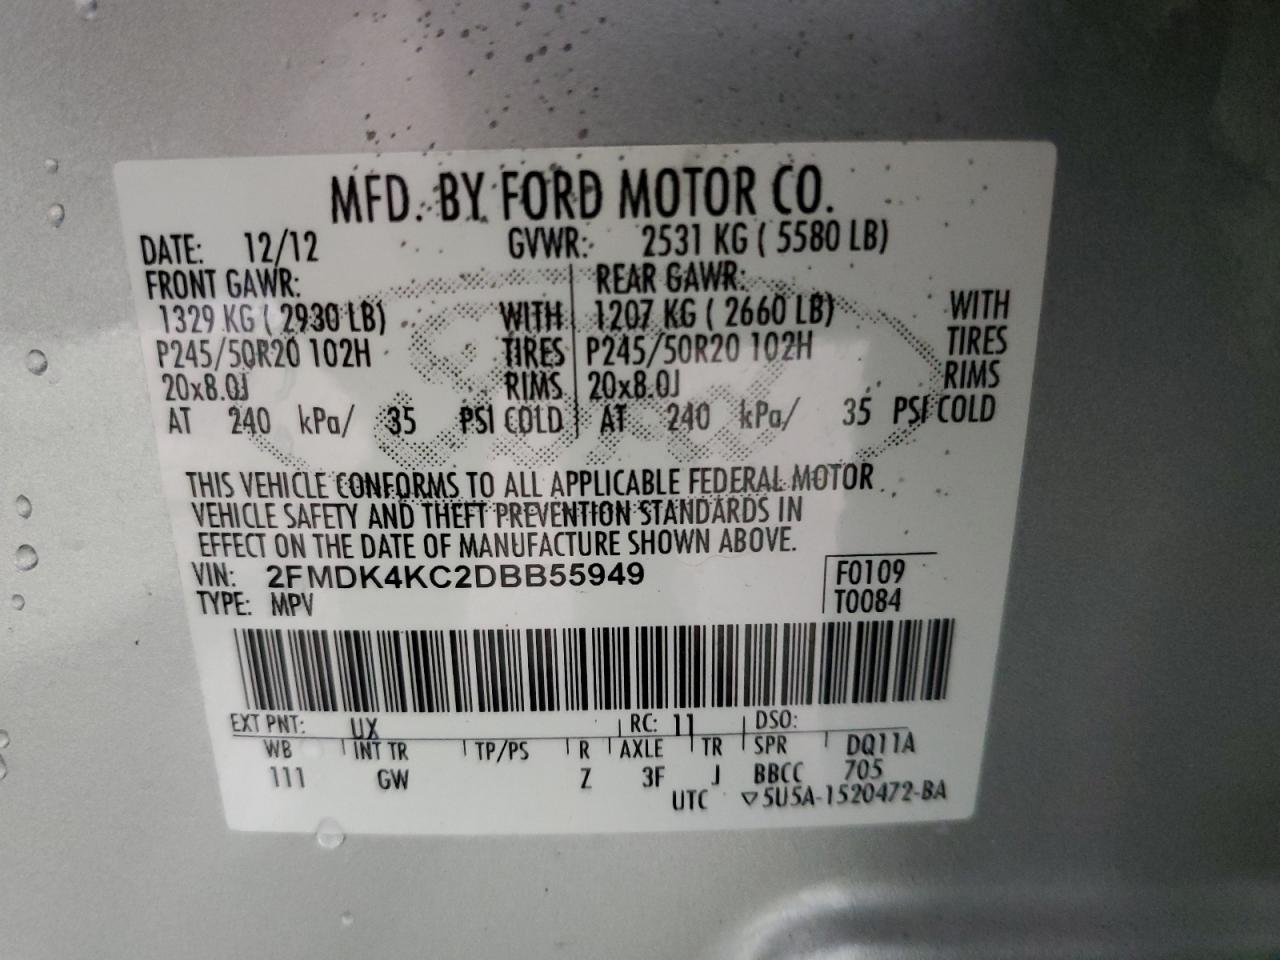 MFD. BY FORD MOTOR CO.
DATE: 12/12 GVWR: 2531 KG ( 5580 LB)
FRONT GAWR: REAR GAWR:
1329 KG ( 2930 LB) WITH 1207 KG ( 2660 LB) WITH
P245/50R20 102H TIRES P245/50R20 102H TIRES
20x8.0J RIMS 20x8.0J RIMS
AT 240 kPa/ 35 PSI COLD AT 240 kPa/ 35 PSI COLD
THIS VEHICLE CONFORMS TO ALL APPLICABLE FEDERAL MOTOR
VEHICLE SAFETY AND THEFT PREVENTION STANDARDS IN
EFFECT ON THE DATE OF MANUFACTURE SHOWN ABOVE.
VIN: 2FMDK4KC2DBB55949 F0109
TYPE: MPV T0084
EXT PNT: UX RC: 11 DSO:
WB INT TR TP/PS R AXLE TR SPR DQ11A
111 GW Z 3F J BBCC 705
UTC ▽5U5A-1520472-BA